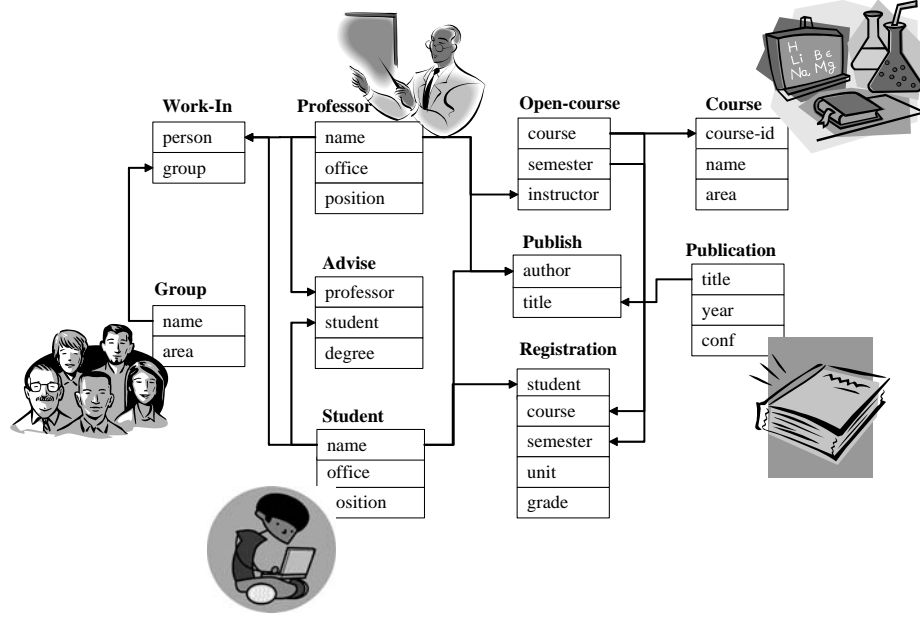 Work-In
person
group
Group
name
area
Professor
name
office
position
Advise
professor
student
degree
Student
name
office
osition
Open-course
course
semester
instructor
Publish
author
title
Registration
student
course
semester
unit
grade
Course
course-id
name
area
Publication
title
year
conf
H
Li Be
Na Mg